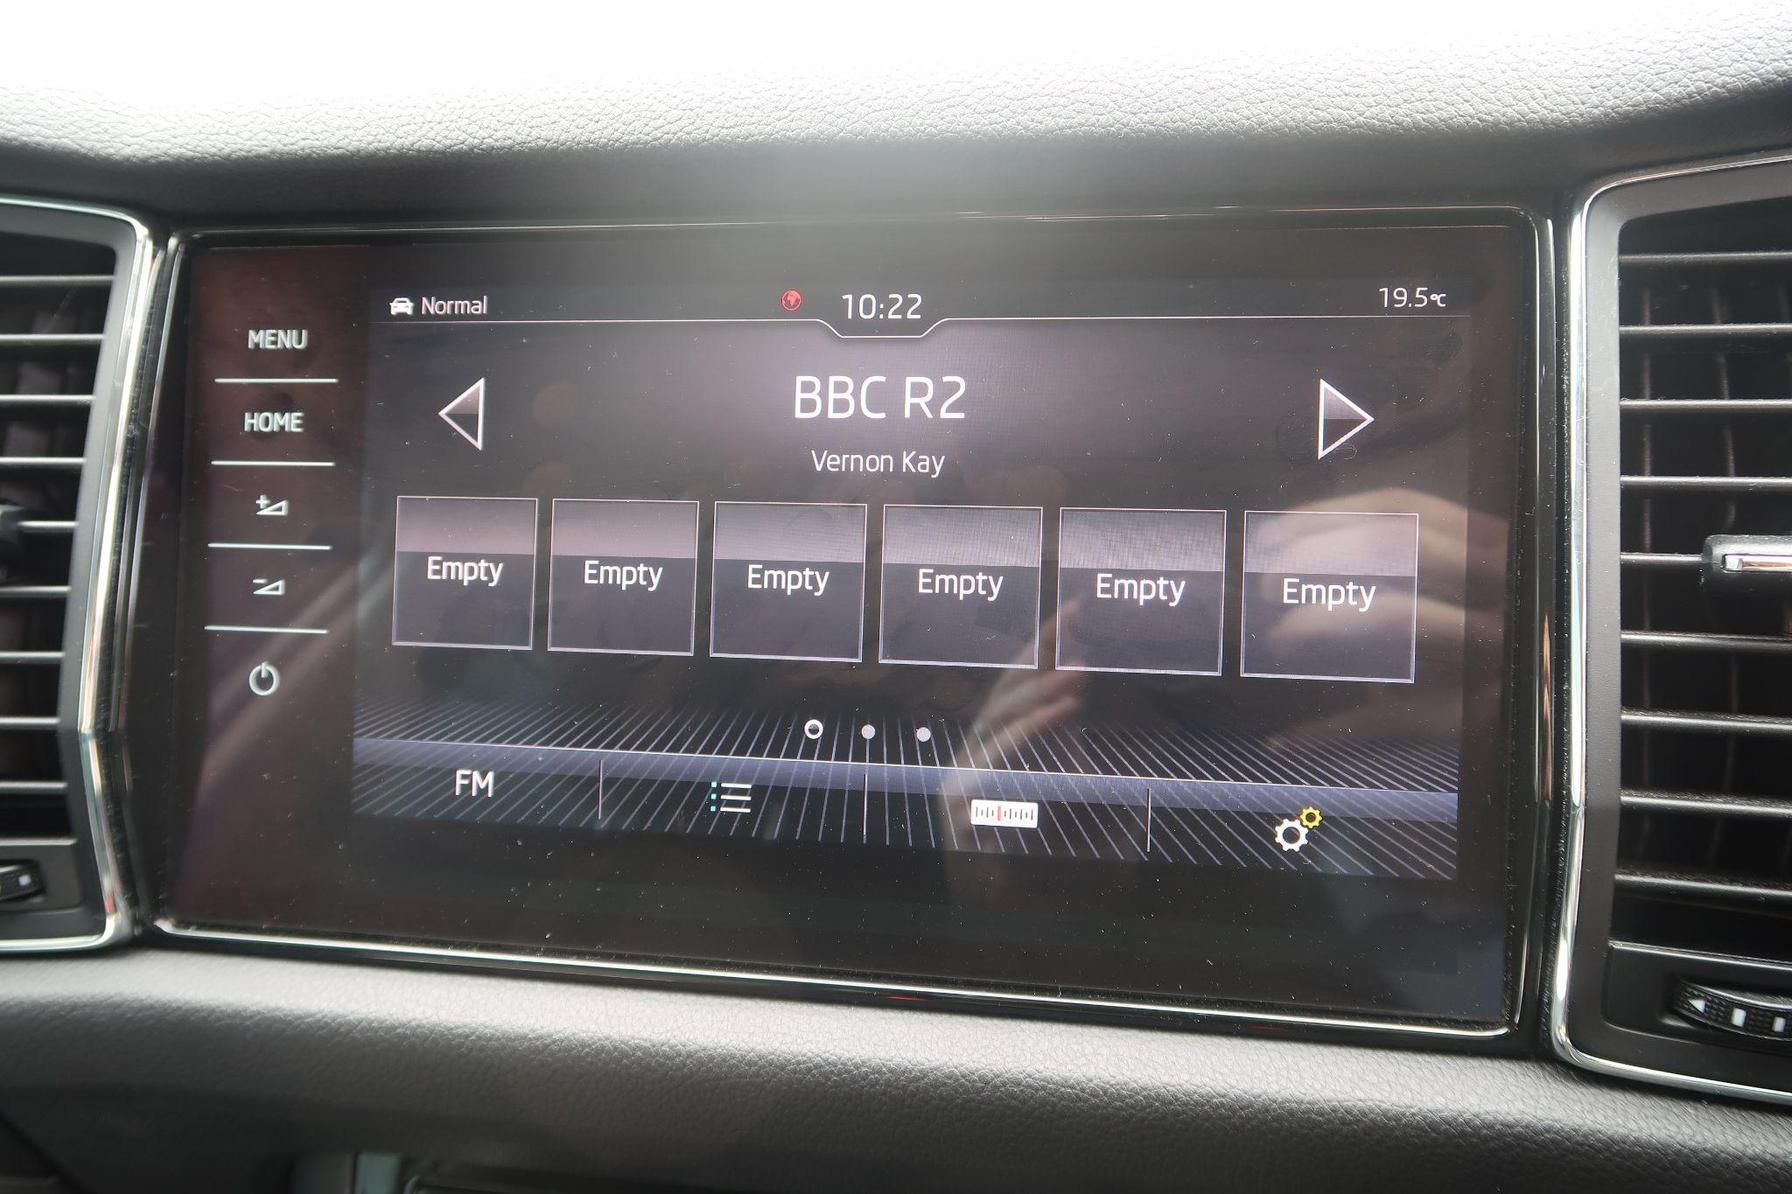 MENU
HOME
Normal
10:22
19.5°C
BBC R2
Vernon Kay
Empty
Empty
Empty
Empty
Empty
Empty
FM